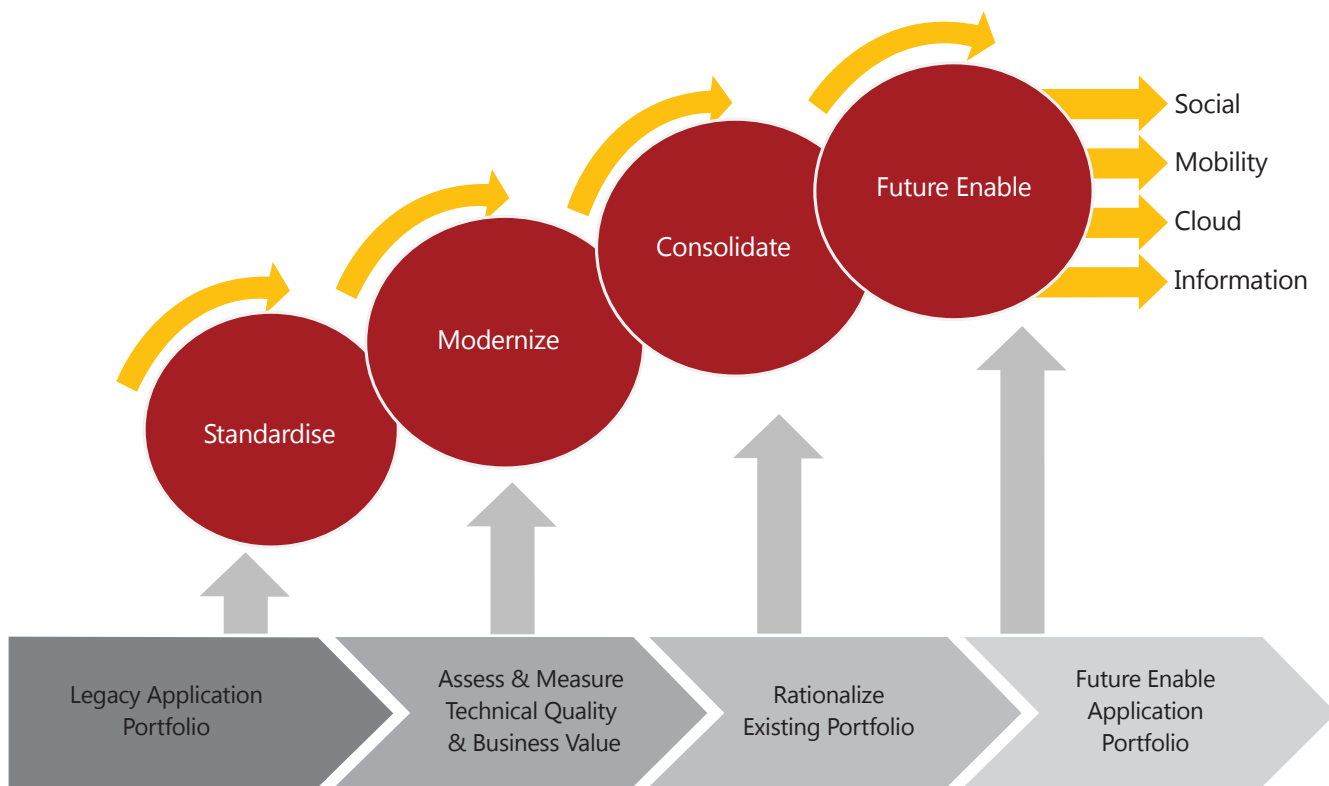 Social
Mobility
Future Enable
Cloud
Consolidate
Information
Modernize
Standardise
Legacy Application
Portfolio
Assess & Measure
Technical Quality
& Business Value
Rationalize
Existing Portfolio
Future Enable
Application
Portfolio